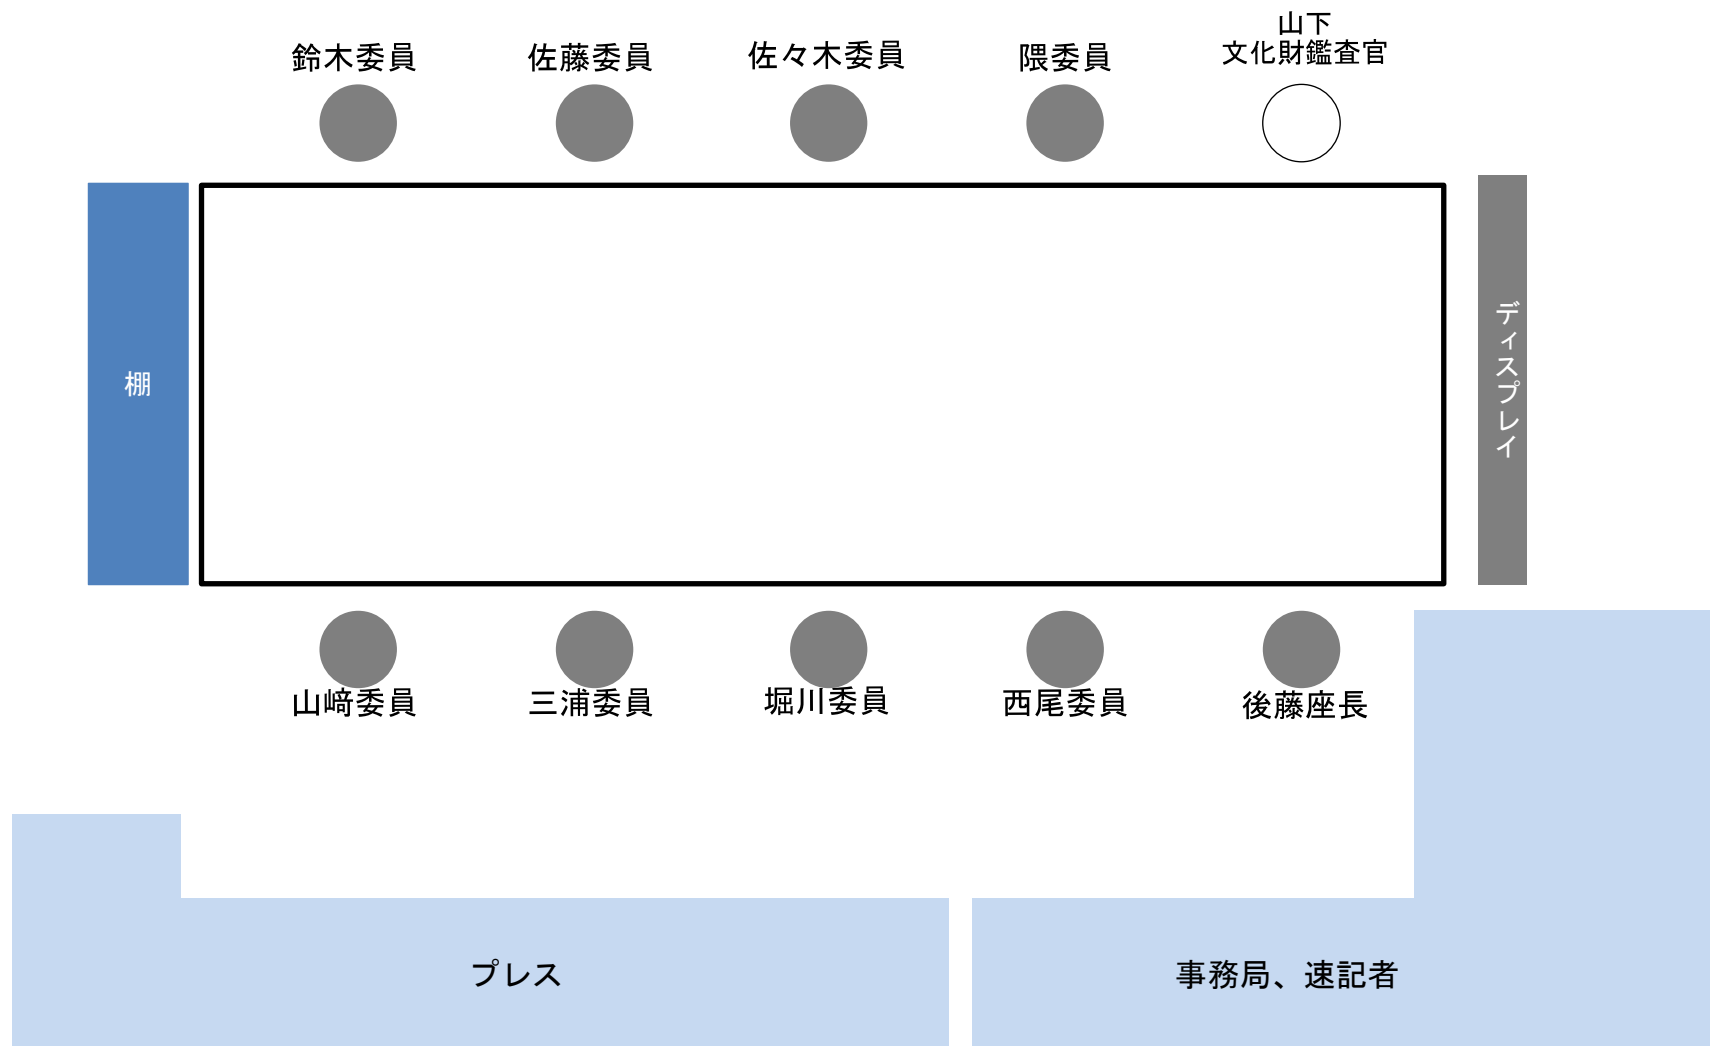 鈴木委員
佐藤委員
佐々木委員
隈委員
山下
文化財鑑査官
棚
ディスプレイ
山﨑委員
三浦委員
堀川委員
西尾委員
後藤座長
プレス
事務局、速記者